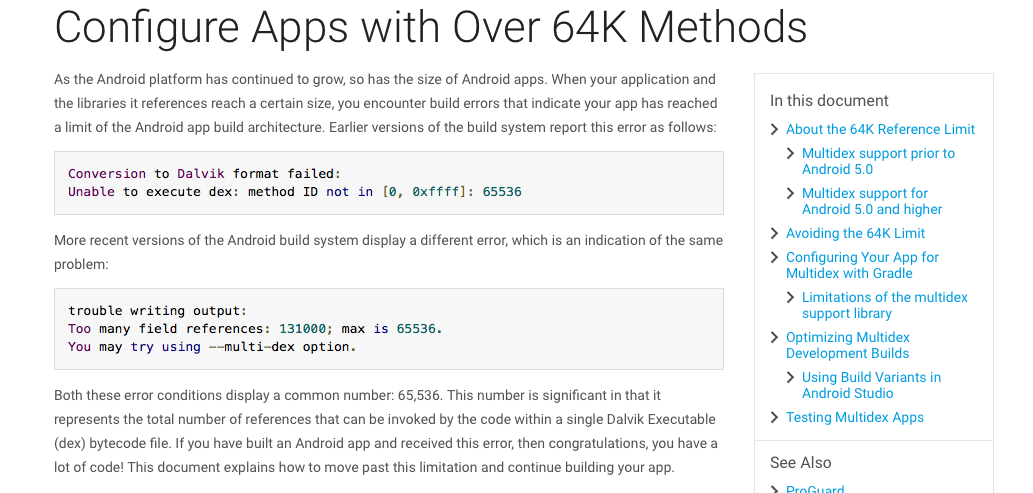 Configure Apps with Over 64K Methods
As the Android platform has continued to grow, so has the size of Android apps. When your application and
the libraries it references reach a certain size, you encounter build errors that indicate your app has reached
a limit of the Android app build architecture. Earlier versions of the build system report this error as follows:
Conversion to Dalvik format failed:
Unable to execute dex: method ID not in [0, 0xffff]: 65536
More recent versions of the Android build system display a different error, which is an indication of the same
problem:
trouble writing output:
Too many field references: 131000; max is 65536.
You may try using --multi-dex option.
Both these error conditions display a common number: 65,536. This number is significant in that it
represents the total number of references that can be invoked by the code within a single Dalvik Executable
(dex) bytecode file. If you have built an Android app and received this error, then congratulations, you have a
lot of code! This document explains how to move past this limitation and continue building your app.
In this document
About the 64K Reference Limit
Multidex support prior to
Android 5.0
Multidex support for
Android 5.0 and higher
Avoiding the 64K Limit
Configuring Your App for
Multidex with Gradle
Limitations of the multidex
support library
Optimizing Multidex
Development Builds
Using Build Variants in
Android Studio
Testing Multidex Apps
See Also
ProGuard